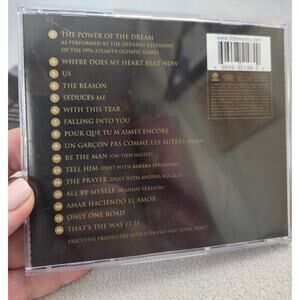 www.550music.com
THE POWER OF THE DREAM
AS PERFORMED AT THE OPENING CEREMONY
OF THE 1996 ATLANTA OLYMPIC GAMES
WHERE DOES MY HEART BEAT NOW
US
THE REASON
SEDUCES ME
WITH THIS TEAR
FALLING INTO YOU
POUR QUE TU M'AIMES ENCORE
UN GARÇON PAS COMME LES AUTRES
BE THE MAN (ON THIS NIGHT)
TELL HIM (DUET WITH BARBRA STREISAND)
THE PRAYER (DUET WITH ANDREA BOCELLI)
ALL BY MYSELF (SPANISH VERSION)
AMAR HACIENDO EL AMOR
ONLY ONE ROAD
THAT'S THE WAY IT IS
EXECUTIVE PRODUCERS: VITO LUPRANO AND JOHN DOELP